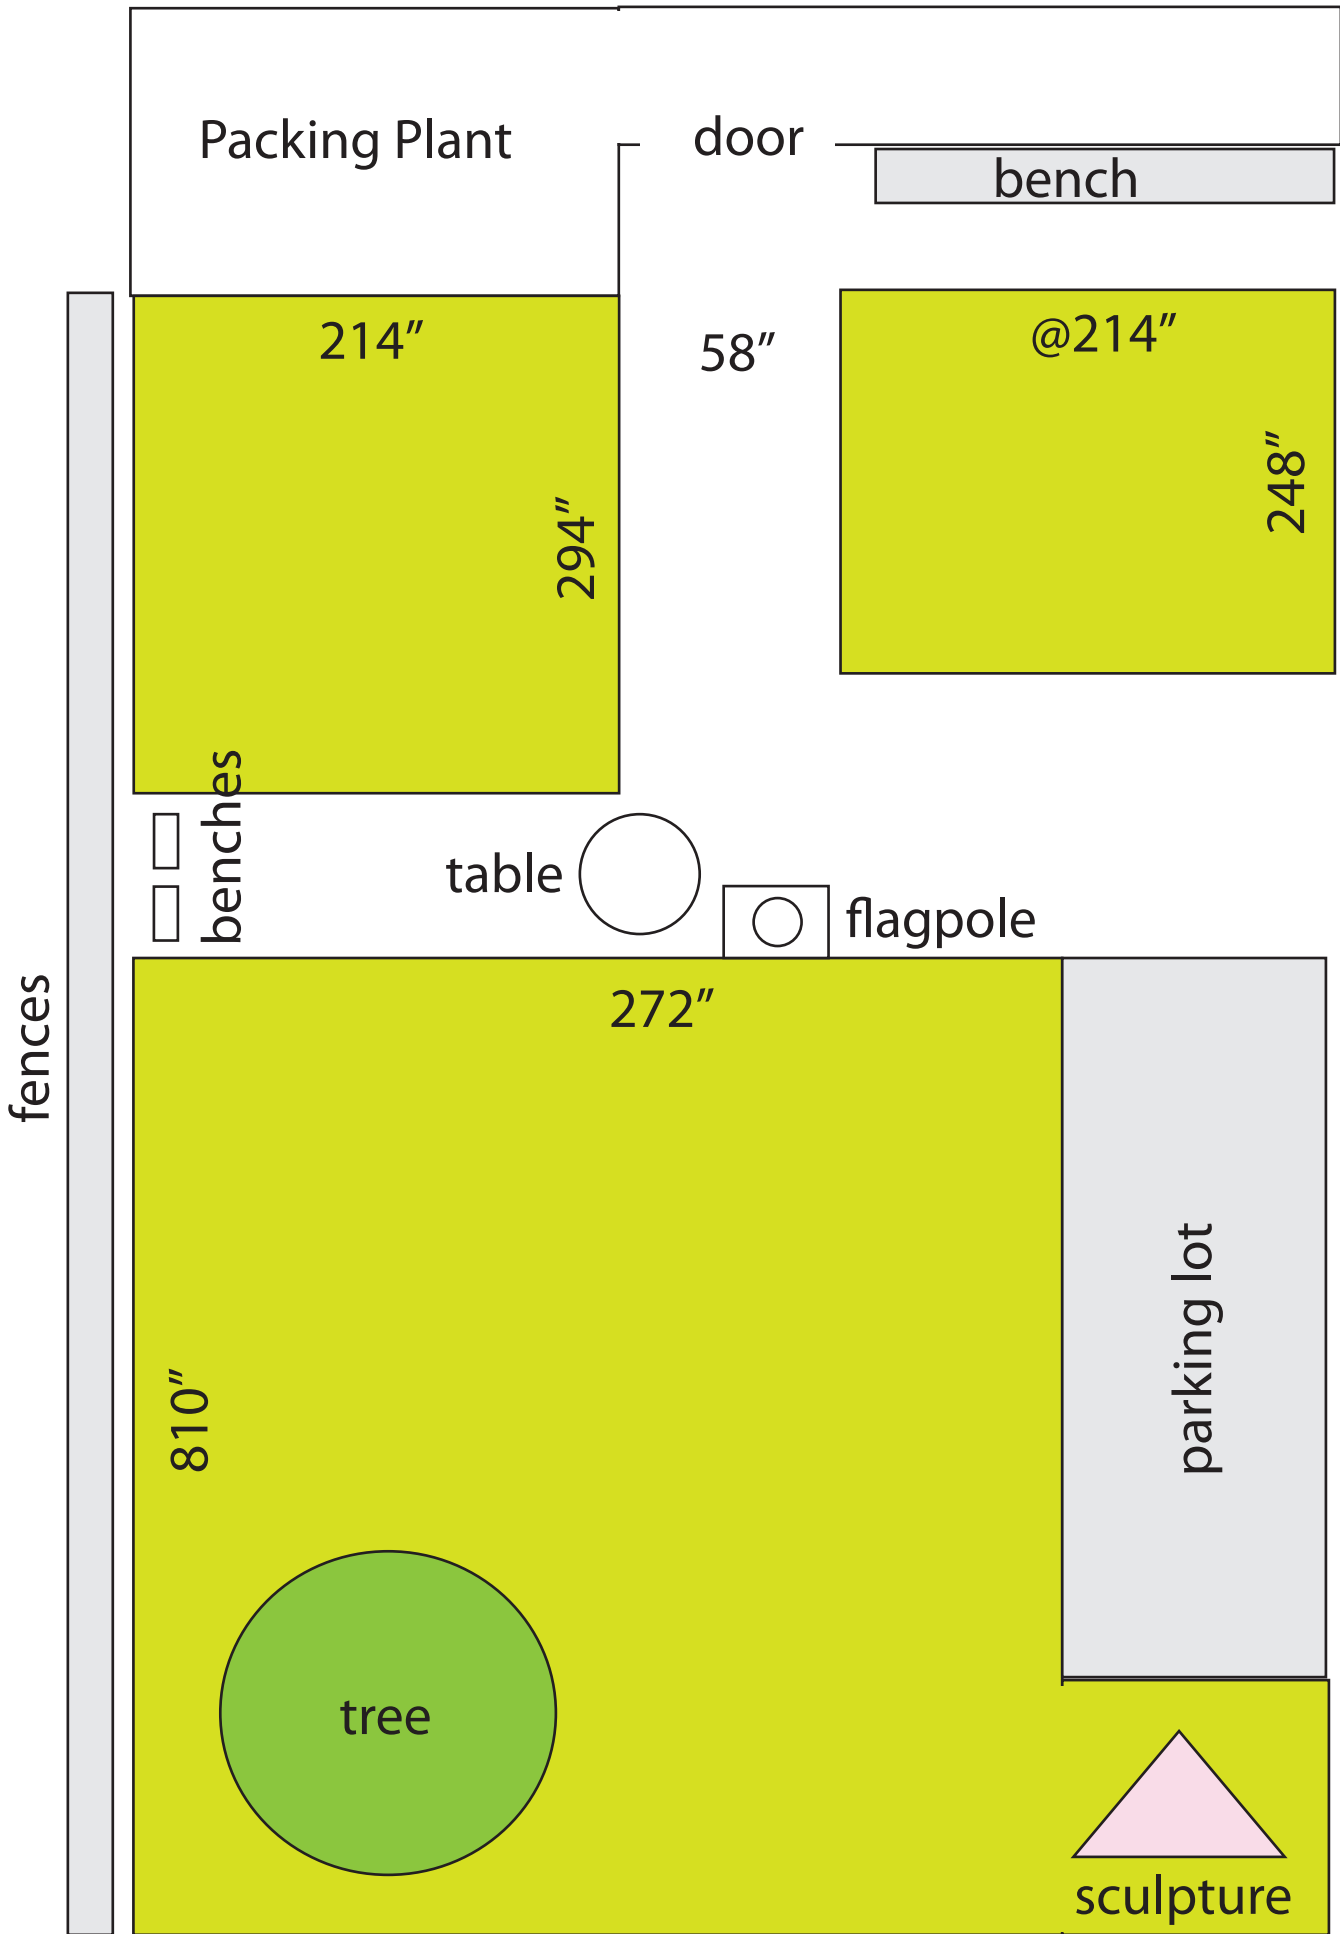 Packing Plant
door
bench
214”
58”
@214”
248”
294”
benches
table
flagpole
fences
272”
parking lot
810”
tree
sculpture